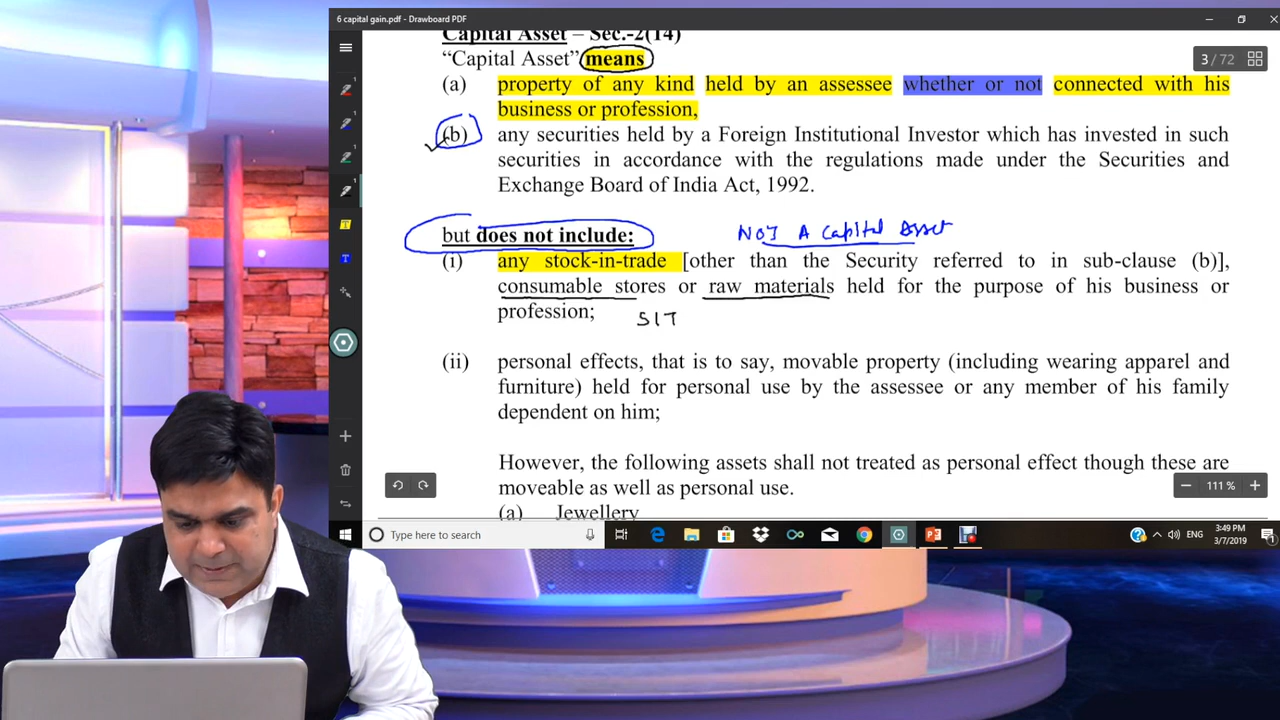 6 capital gain.pdf - Drawboard PDF
3 / 72
Capital Asset – Sec.-2(14)
“Capital Asset” means
(a) property of any kind held by an assessee whether or not connected with his
business or profession,
(b) any securities held by a Foreign Institutional Investor which has invested in such
securities in accordance with the regulations made under the Securities and
Exchange Board of India Act, 1992.
but does not include:
NOT A Capital Asset
(i) any stock-in-trade [other than the Security referred to in sub-clause (b)],
consumable stores or raw materials held for the purpose of his business or
profession;
SIT
(ii) personal effects, that is to say, movable property (including wearing apparel and
furniture) held for personal use by the assessee or any member of his family
dependent on him;
However, the following assets shall not treated as personal effect though these are
moveable as well as personal use.
(a) Jewellery
111 %
Type here to search
ENG
3:49 PM
3/7/2019